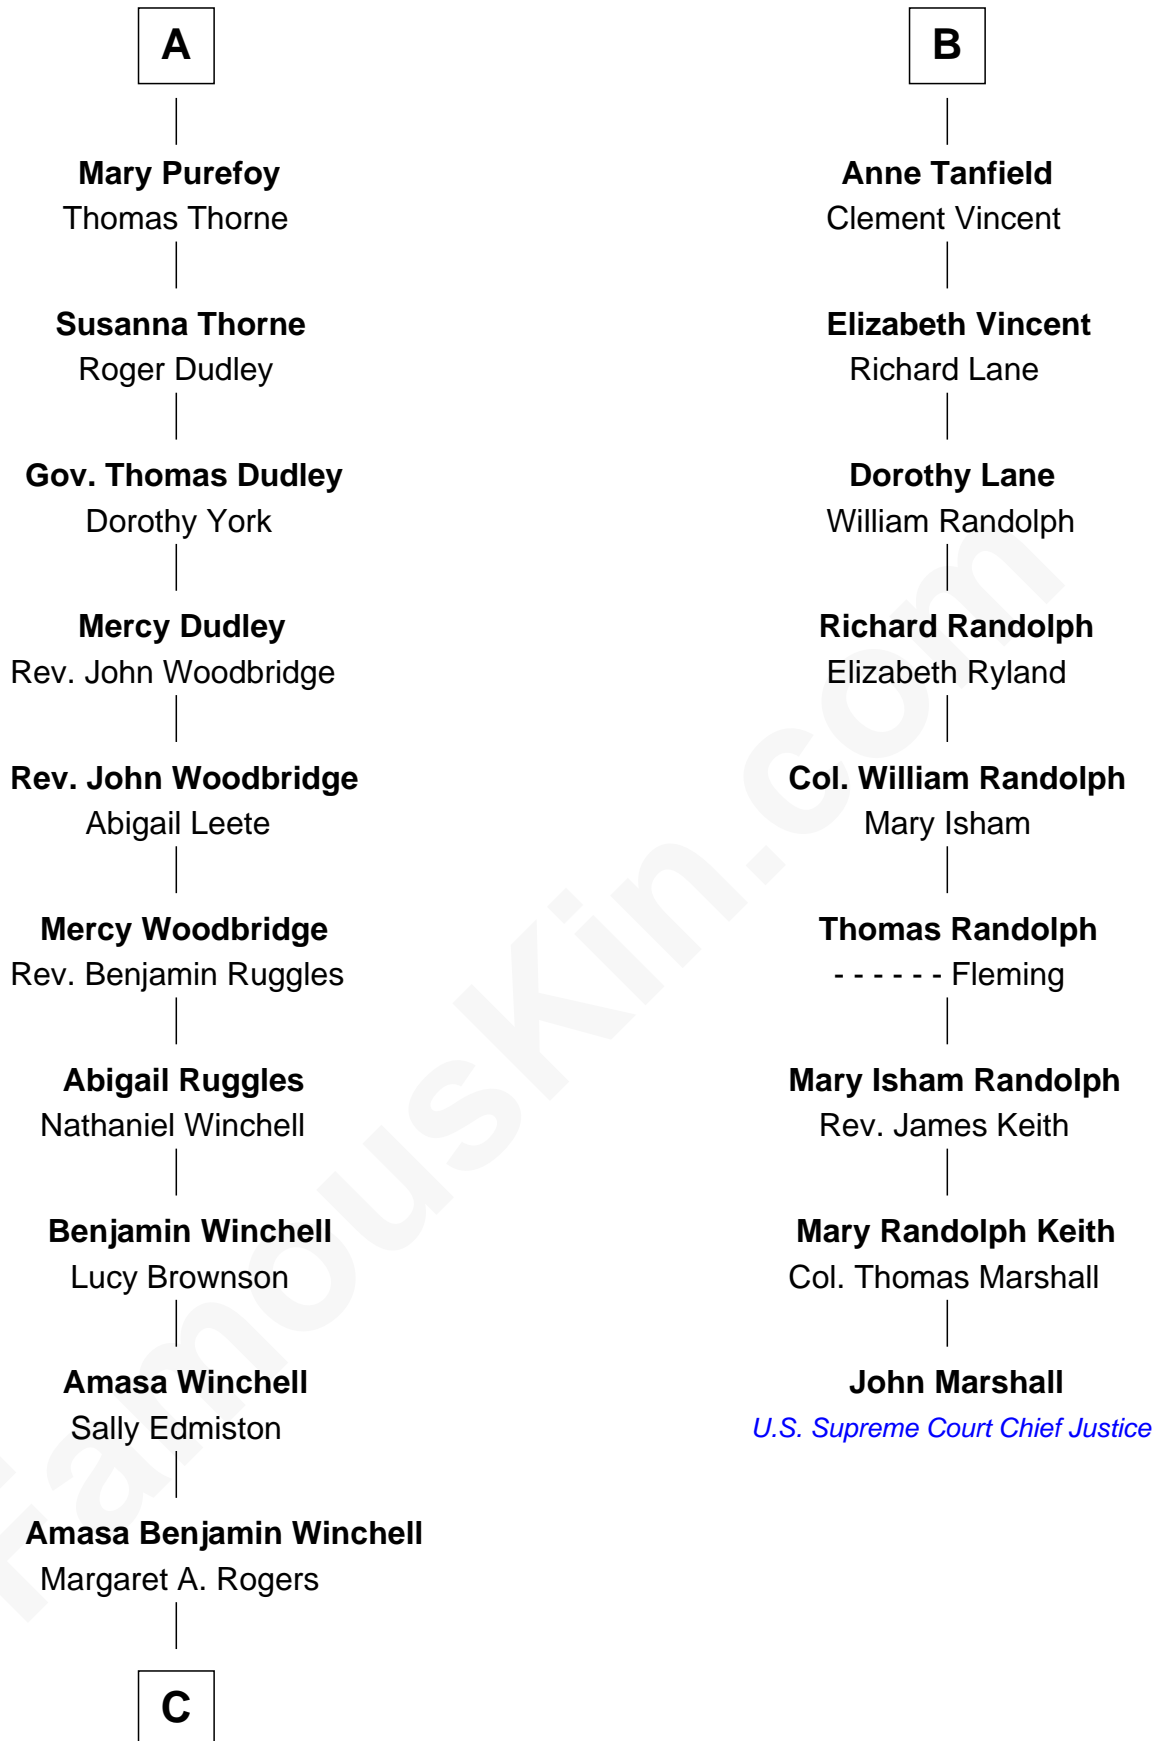 A
Mary Purefoy
Thomas Thorne
Susanna Thorne
Roger Dudley
Gov. Thomas Dudley
Dorothy York
Mercy Dudley
Rev. John Woodbridge
Rev. John Woodbridge
Abigail Leete
Mercy Woodbridge
Rev. Benjamin Ruggles
Abigail Ruggles
Nathaniel Winchell
Benjamin Winchell
Lucy Brownson
Amasa Winchell
Sally Edmiston
Amasa Benjamin Winchell
Margaret A. Rogers
C
B
Anne Tanfield
Clement Vincent
Elizabeth Vincent
Richard Lane
Dorothy Lane
William Randolph
Richard Randolph
Elizabeth Ryland
Col. William Randolph
Mary Isham
Thomas Randolph
- - - - - - Fleming
Mary Isham Randolph
Rev. James Keith
Mary Randolph Keith
Col. Thomas Marshall
John Marshall
U.S. Supreme Court Chief Justice
FamousKin.com